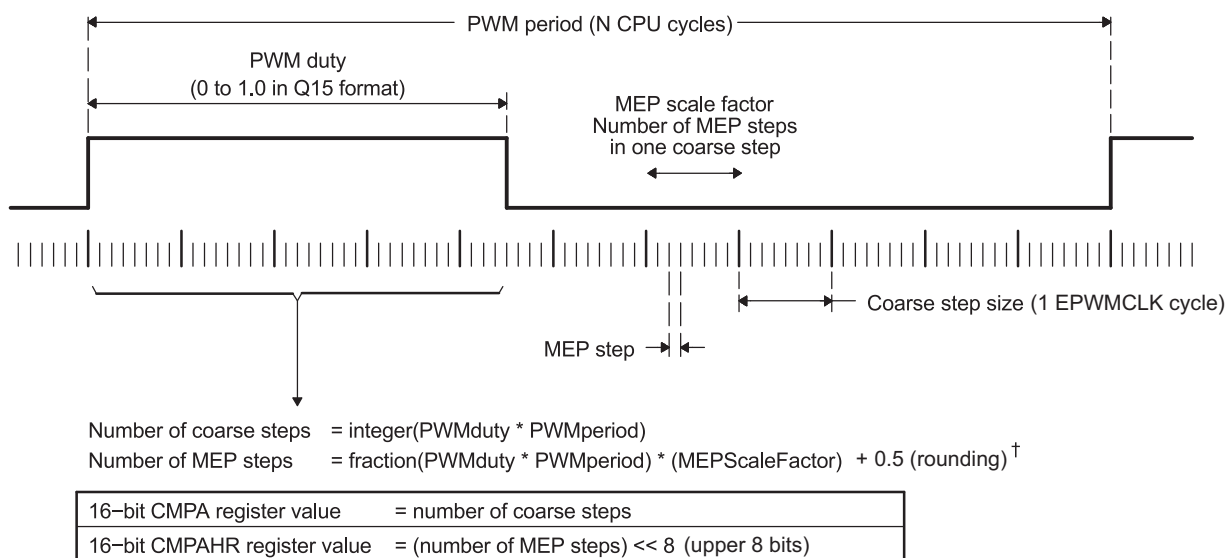 PWM period (N CPU cycles)
PWM duty
(0 to 1.0 in Q15 format)
MEP scale factor
Number of MEP steps
in one coarse step
Coarse step size (1 EPWMCLK cycle)
MEP step
Number of coarse steps = integer(PWMduty * PWMperiod)
Number of MEP steps = fraction(PWMduty * PWMperiod) * (MEPScaleFactor) + 0.5 (rounding) †
16−bit CMPA register value = number of coarse steps
16−bit CMPAHR register value = (number of MEP steps) << 8 (upper 8 bits)